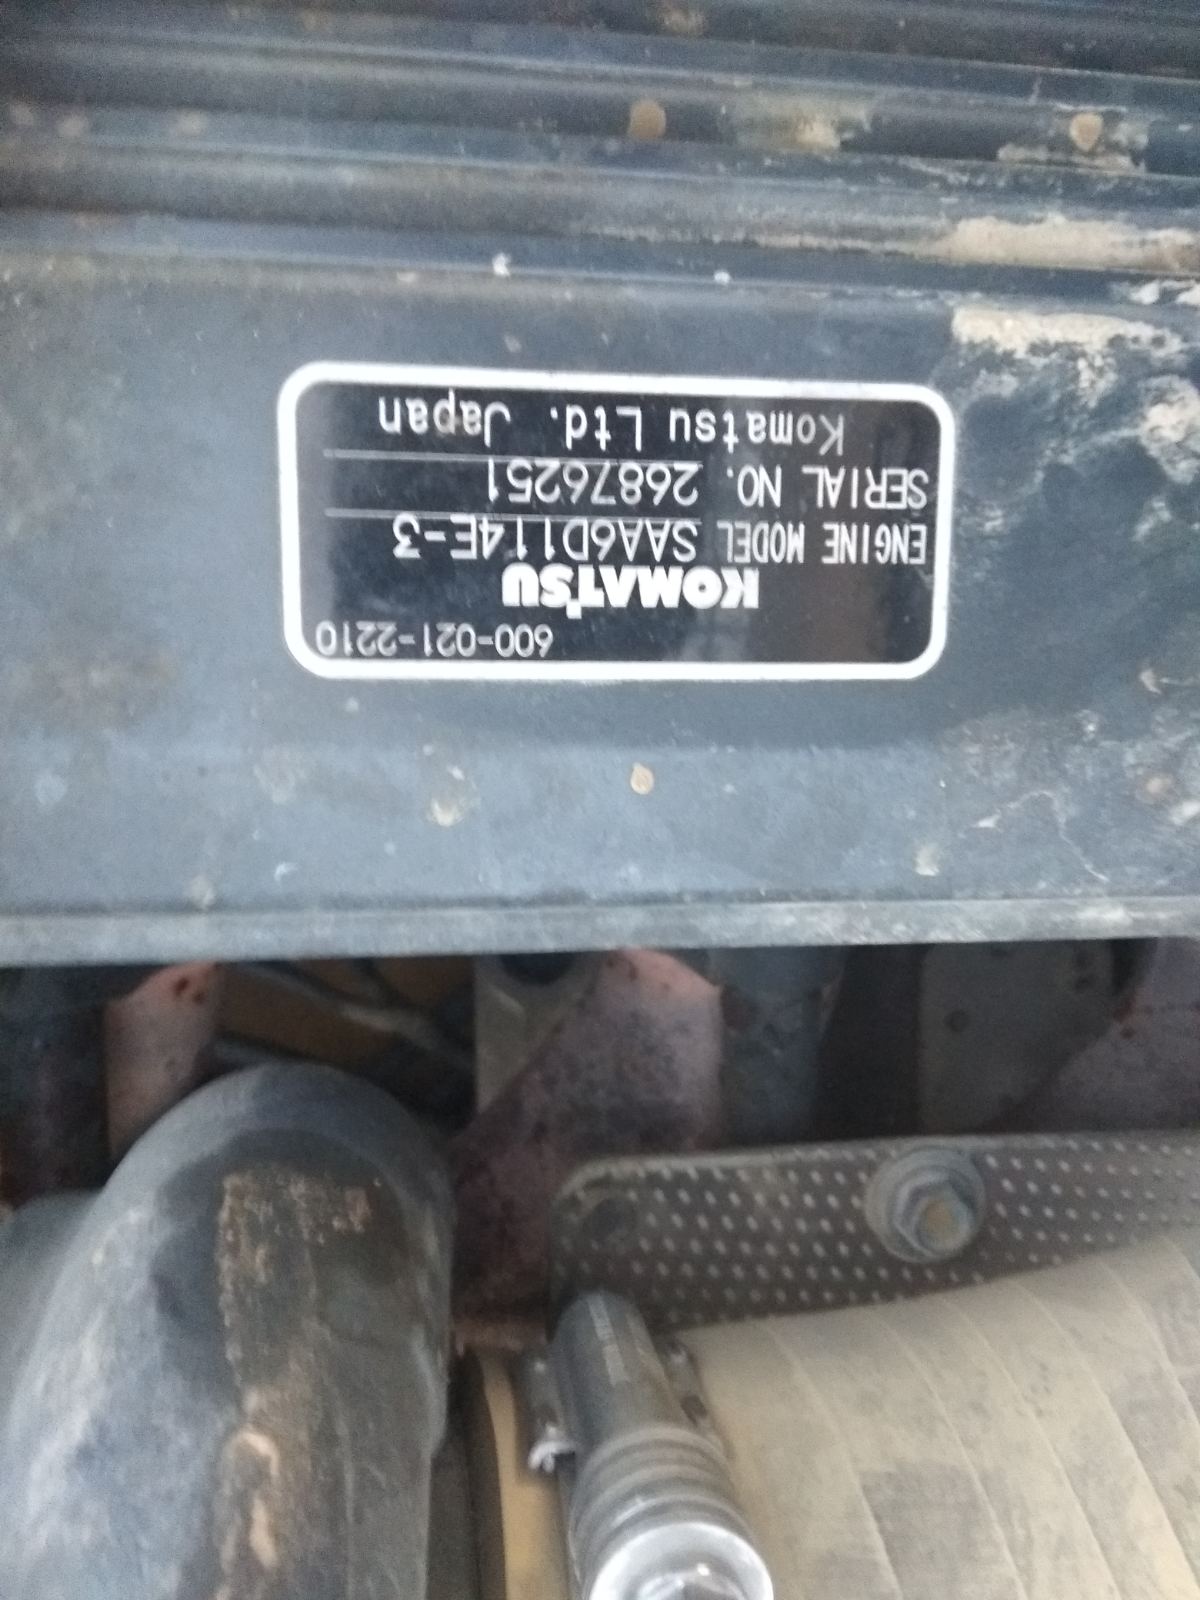 600-021-2210
KOMATSU
ENGINE MODEL SAA6D114E-3
SERIAL NO. 26876251
Komatsu Ltd. Japan